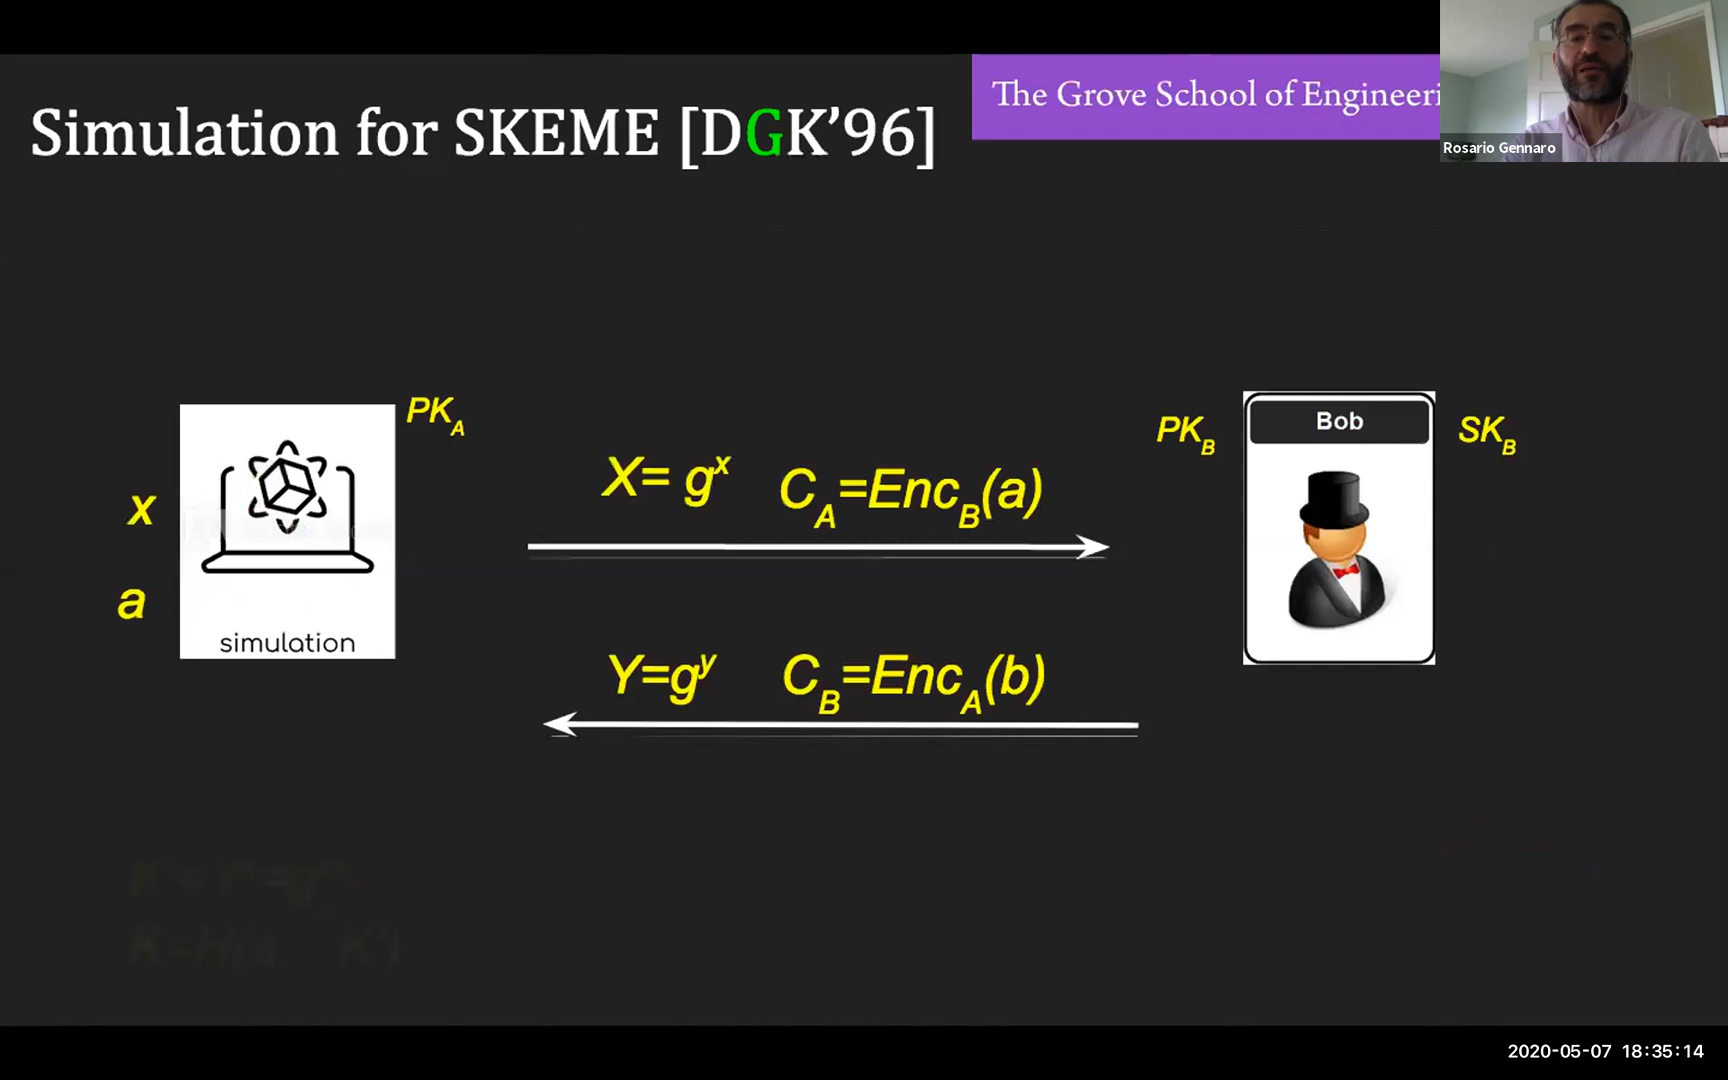 The Grove School of Engineeri
Simulation for SKEME [DGK’96]
Rosario Gennaro
PK_A
PK_B
Bob
SK_B
X= g^x C_A=Enc_B(a)
x
a
simulation
Y=g^y C_B=Enc_A(b)
2020-05-07 18:35:14